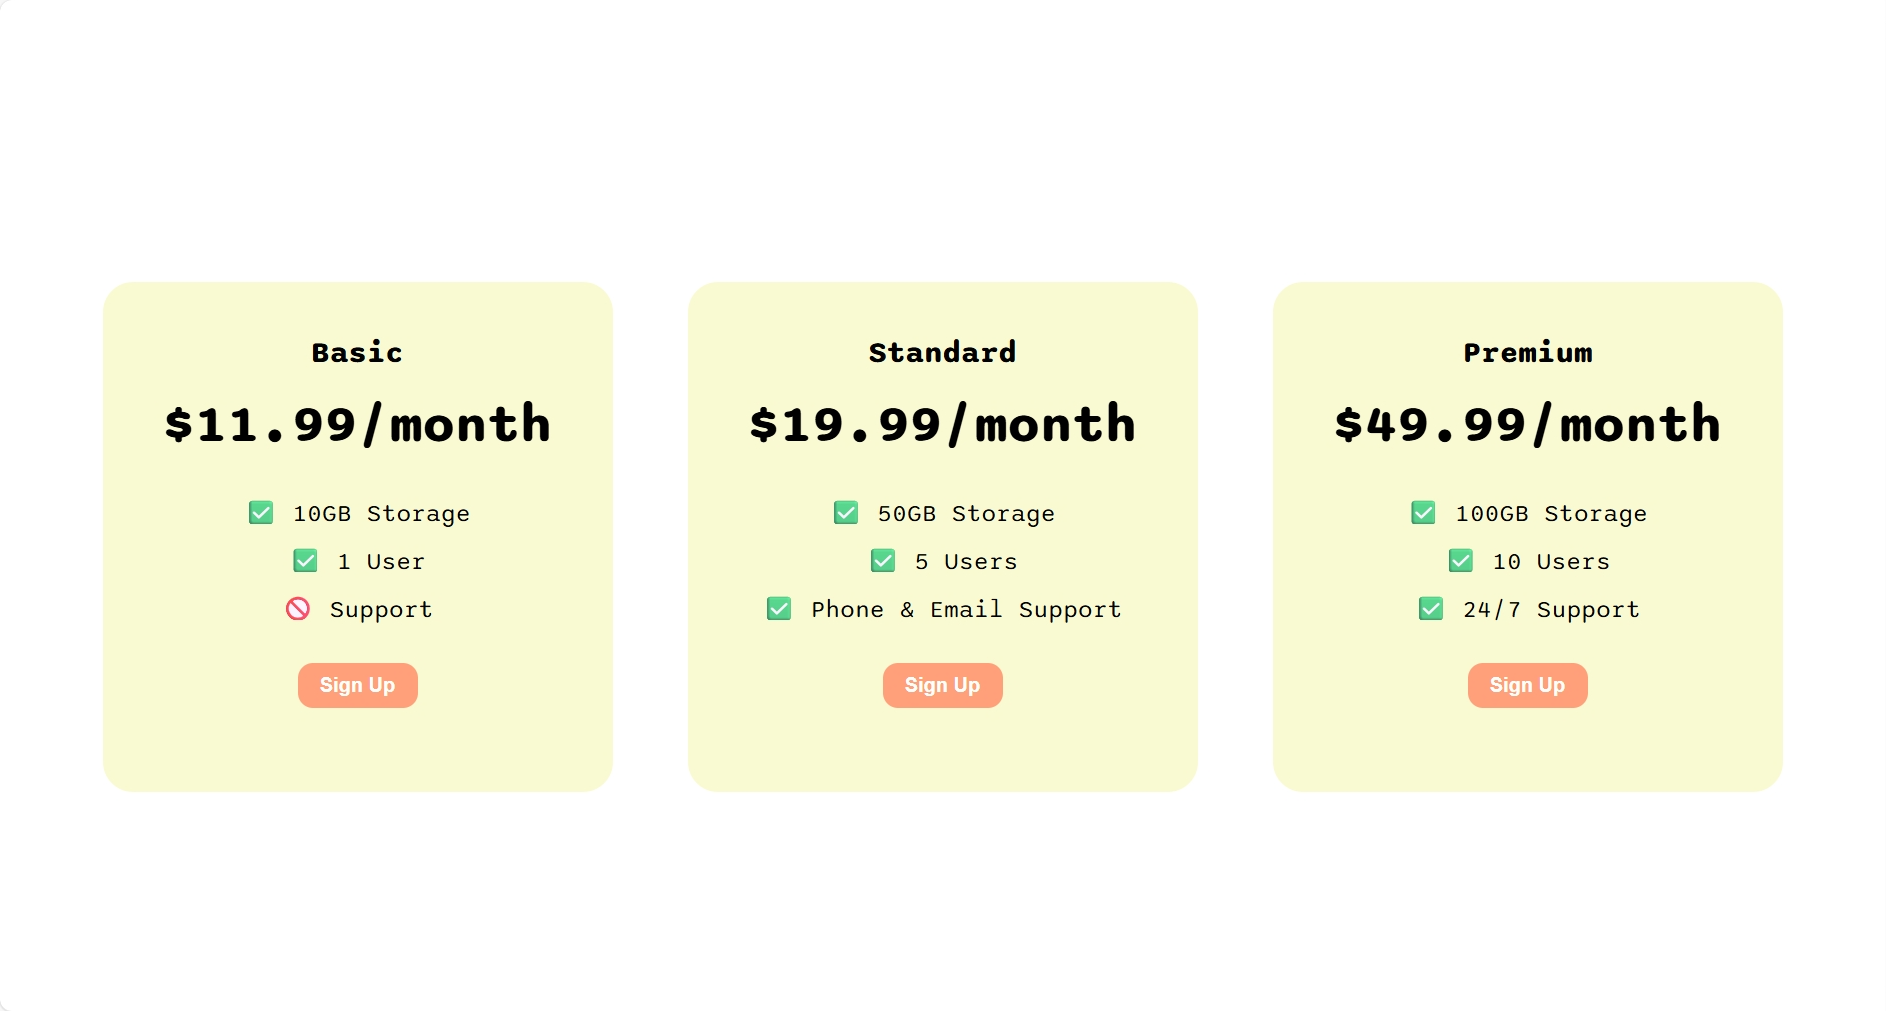 Basic
$11.99/month
✅ 10GB Storage
✅ 1 User
🚫 Support
Sign Up
Standard
$19.99/month
✅ 50GB Storage
✅ 5 Users
✅ Phone & Email Support
Sign Up
Premium
$49.99/month
✅ 100GB Storage
✅ 10 Users
✅ 24/7 Support
Sign Up